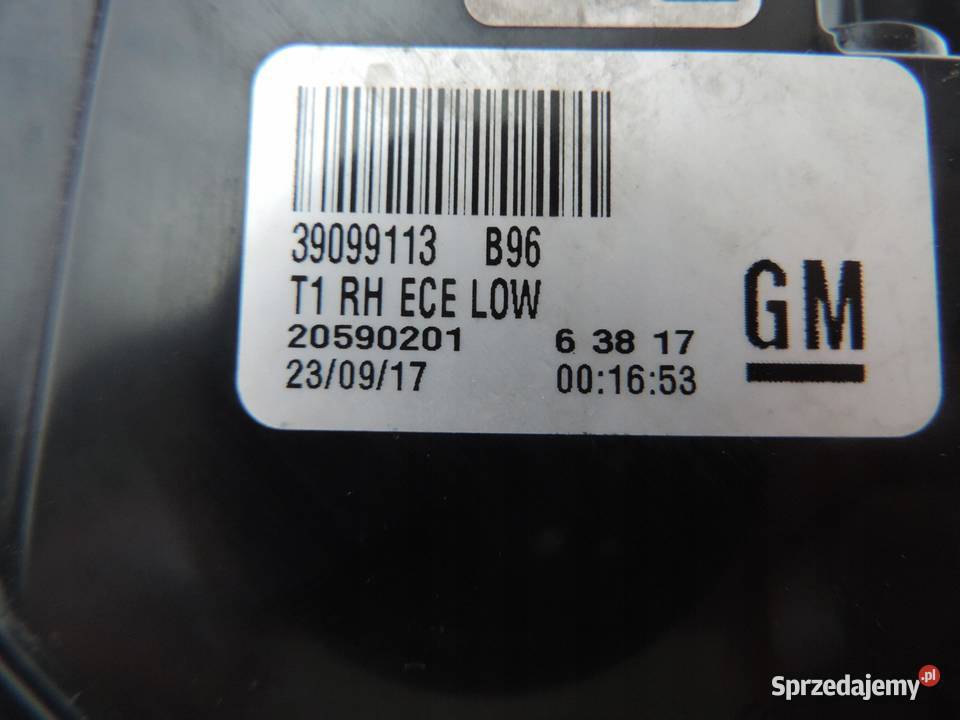 39099113 B96
T1 RH ECE LOW
20590201 6 38 17
23/09/17 00:16:53
GM
Sprzedajemy.pl